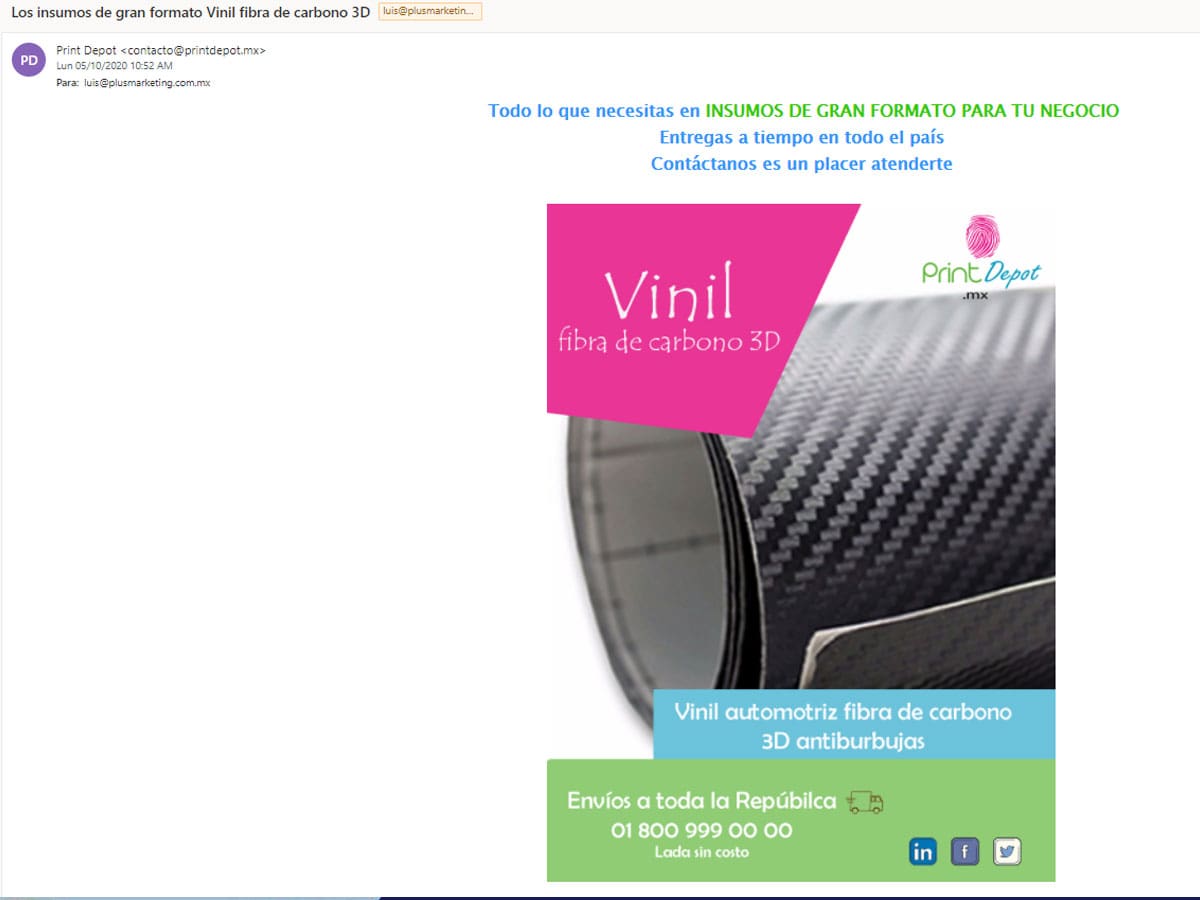 Los insumos de gran formato Vinil fibra de carbono 3D luis@plusmarketin...
PD
Print Depot <contacto@printdepot.mx>
Lun 05/10/2020 10:52 AM
Para: luis@plusmarketing.com.mx
Todo lo que necesitas en INSUMOS DE GRAN FORMATO PARA TU NEGOCIO
Entregas a tiempo en todo el país
Contáctanos es un placer atenderte
Vinil
fibra de carbono 3D
Print Depot
.mx
Vinil automotriz fibra de carbono
3D antiburbujas
Envíos a toda la Repúbilca
01 800 999 00 00
Lada sin costo
in f